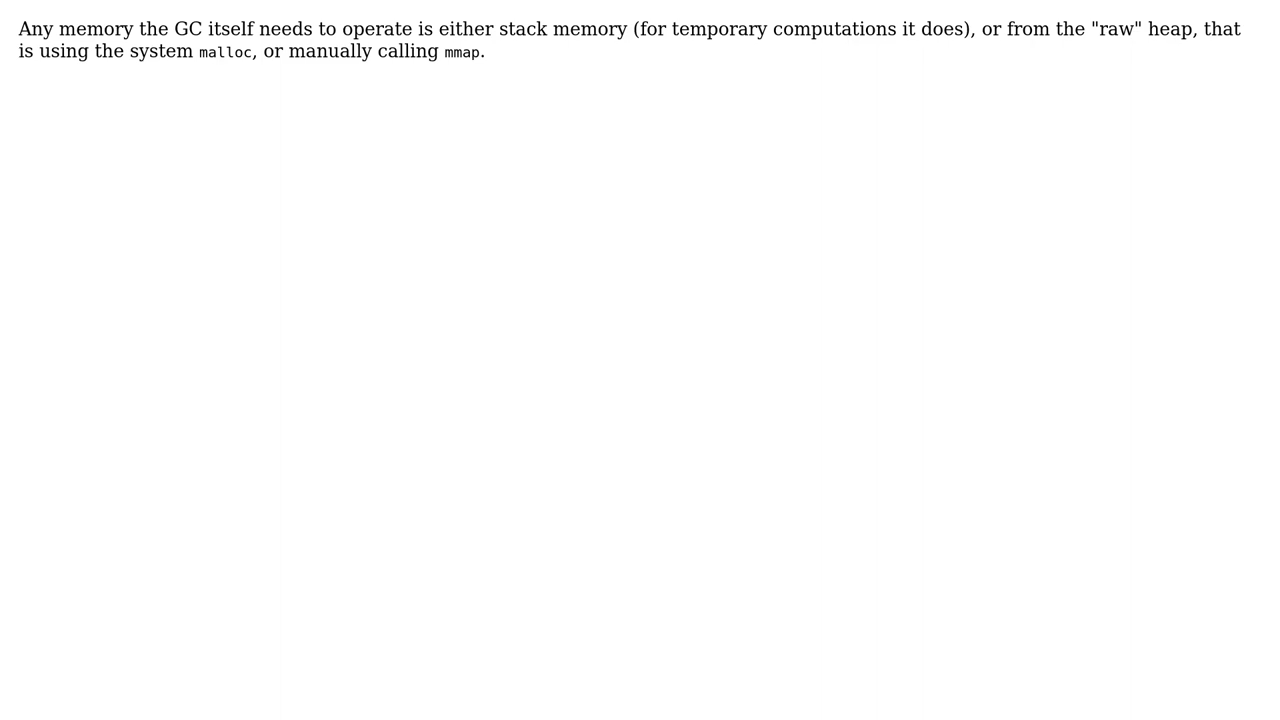 Any memory the GC itself needs to operate is either stack memory (for temporary computations it does), or from the "raw" heap, that
is using the system malloc, or manually calling mmap.